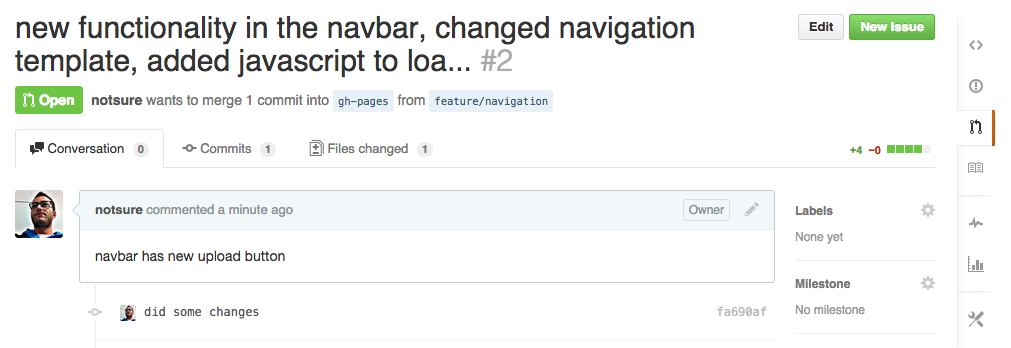 new functionality in the navbar, changed navigation
template, added javascript to loa... #2
Edit
New Issue
Open
notsure wants to merge 1 commit into gh-pages from feature/navigation
Conversation 0
Commits 1
Files changed 1
+4 −0
notsure commented a minute ago
Owner
navbar has new upload button
did some changes
fa690af
Labels
None yet
Milestone
No milestone